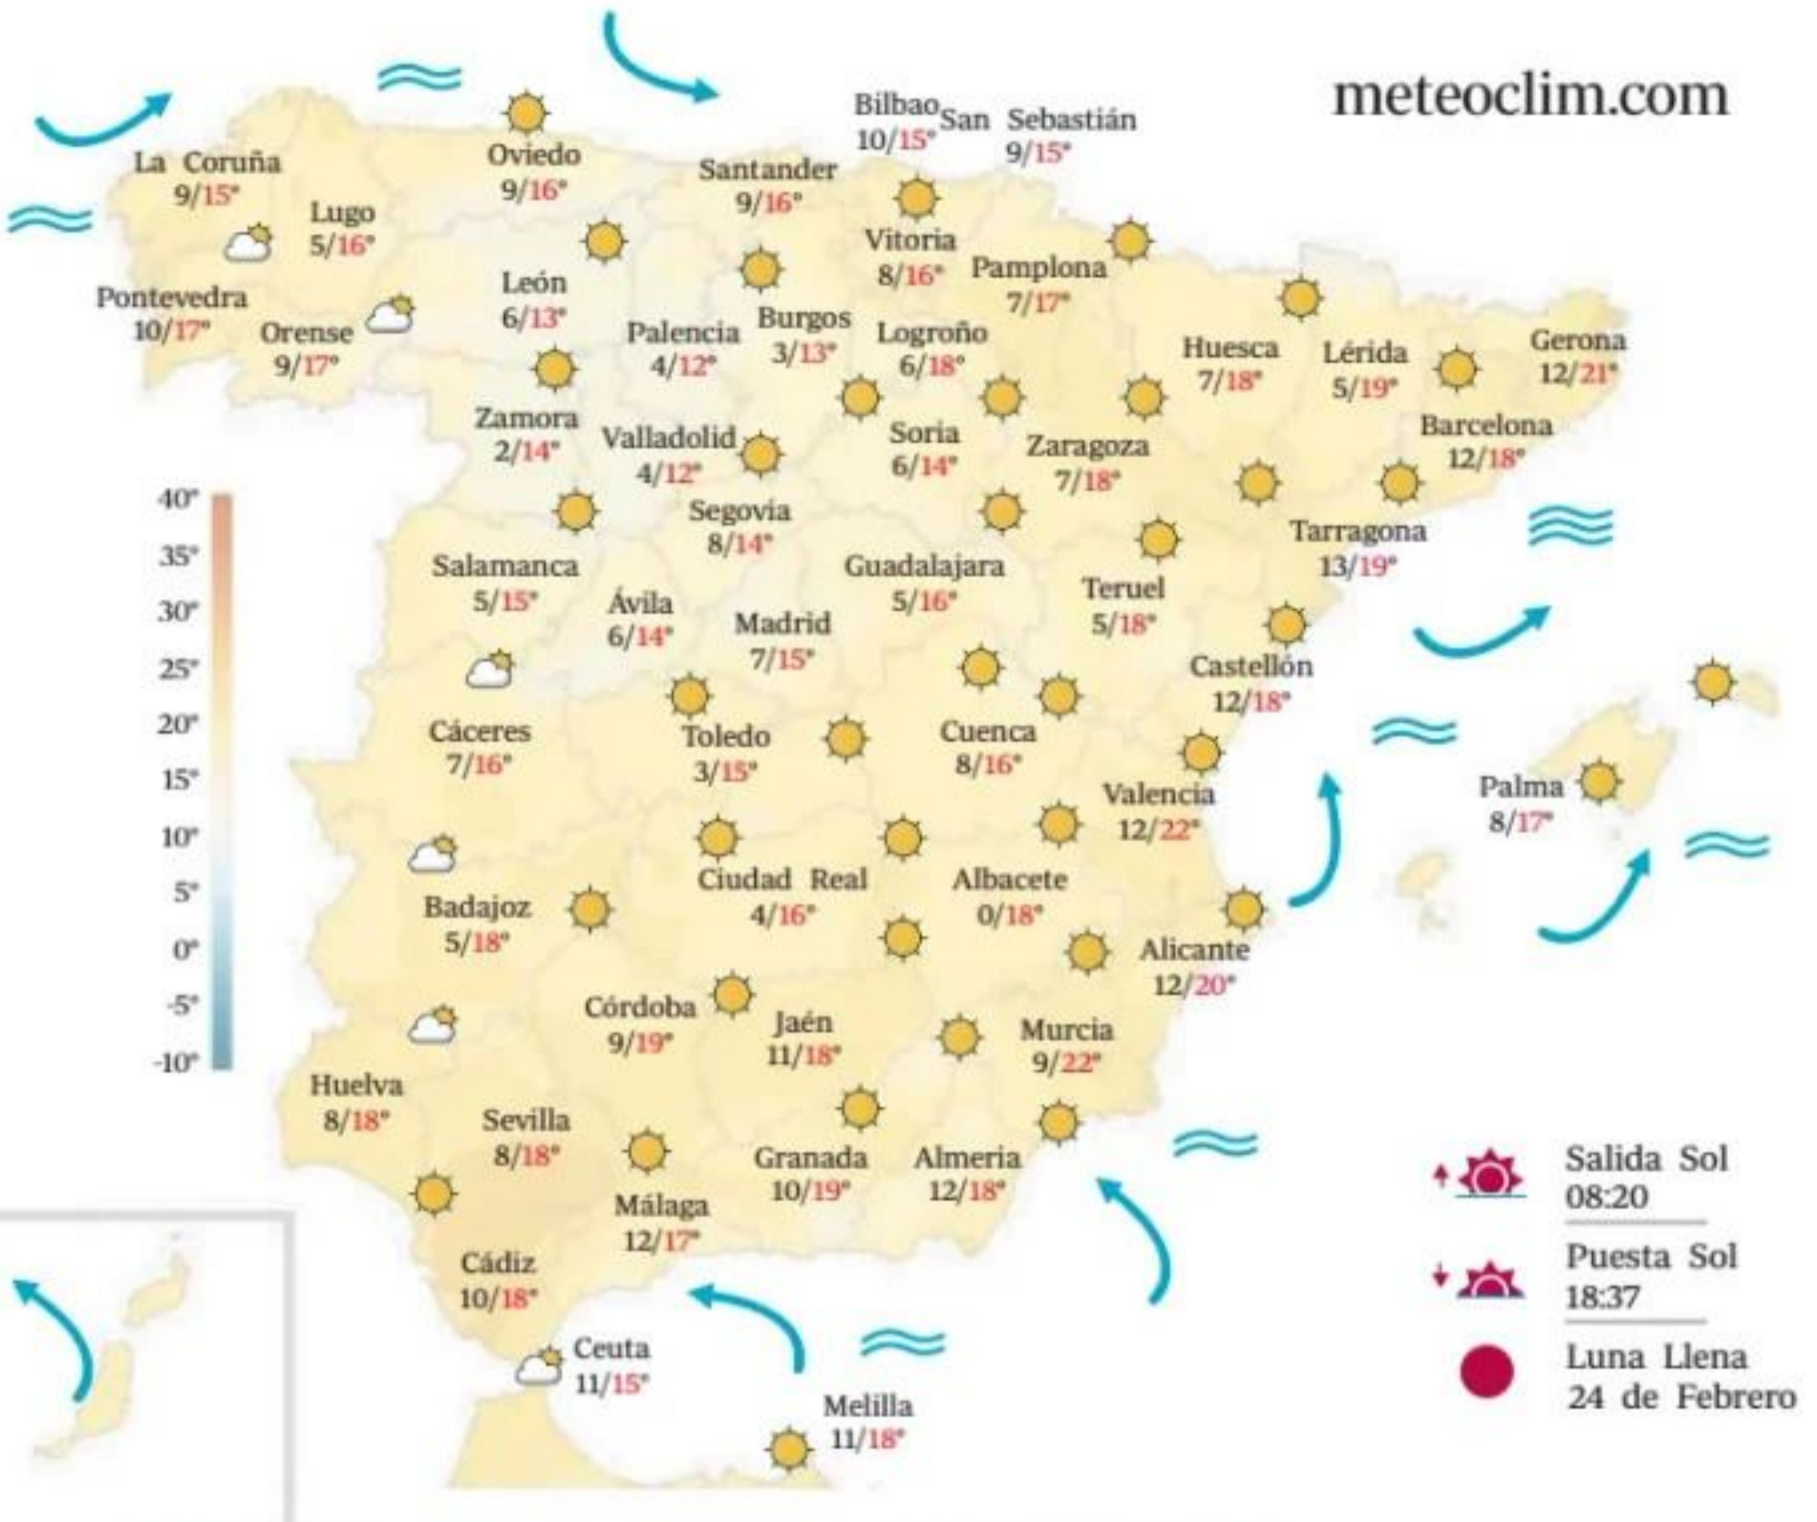 meteoclim.com
Bilbao
10/15°
San Sebastián
9/15°
La Coruña
9/15°
Oviedo
9/16°
Santander
9/16°
Lugo
5/16°
Vitoria
8/16°
Pamplona
7/17°
León
6/13°
Pontevedra
10/17°
Orense
9/17°
Palencia
4/12°
Burgos
3/13°
Logroño
6/18°
Huesca
7/18°
Lérida
5/19°
Gerona
12/21°
Zamora
2/14°
Valladolid
4/12°
Soria
6/14°
Zaragoza
7/18°
Barcelona
12/18°
Segovia
8/14°
Tarragona
13/19°
Salamanca
5/15°
Ávila
6/14°
Madrid
7/15°
Guadalajara
5/16°
Teruel
5/18°
Castellón
12/18°
Cáceres
7/16°
Toledo
3/15°
Cuenca
8/16°
Valencia
12/22°
Palma
8/17°
Badajoz
5/18°
Ciudad Real
4/16°
Albacete
0/18°
Alicante
12/20°
Córdoba
9/19°
Jaén
11/18°
Murcia
9/22°
Huelva
8/18°
Sevilla
8/18°
Granada
10/19°
Almeria
12/18°
Málaga
12/17°
Cádiz
10/18°
Ceuta
11/15°
Melilla
11/18°
40°
35°
30°
25°
20°
15°
10°
5°
0°
-5°
-10°
Salida Sol
08:20
Puesta Sol
18:37
Luna Llena
24 de Febrero